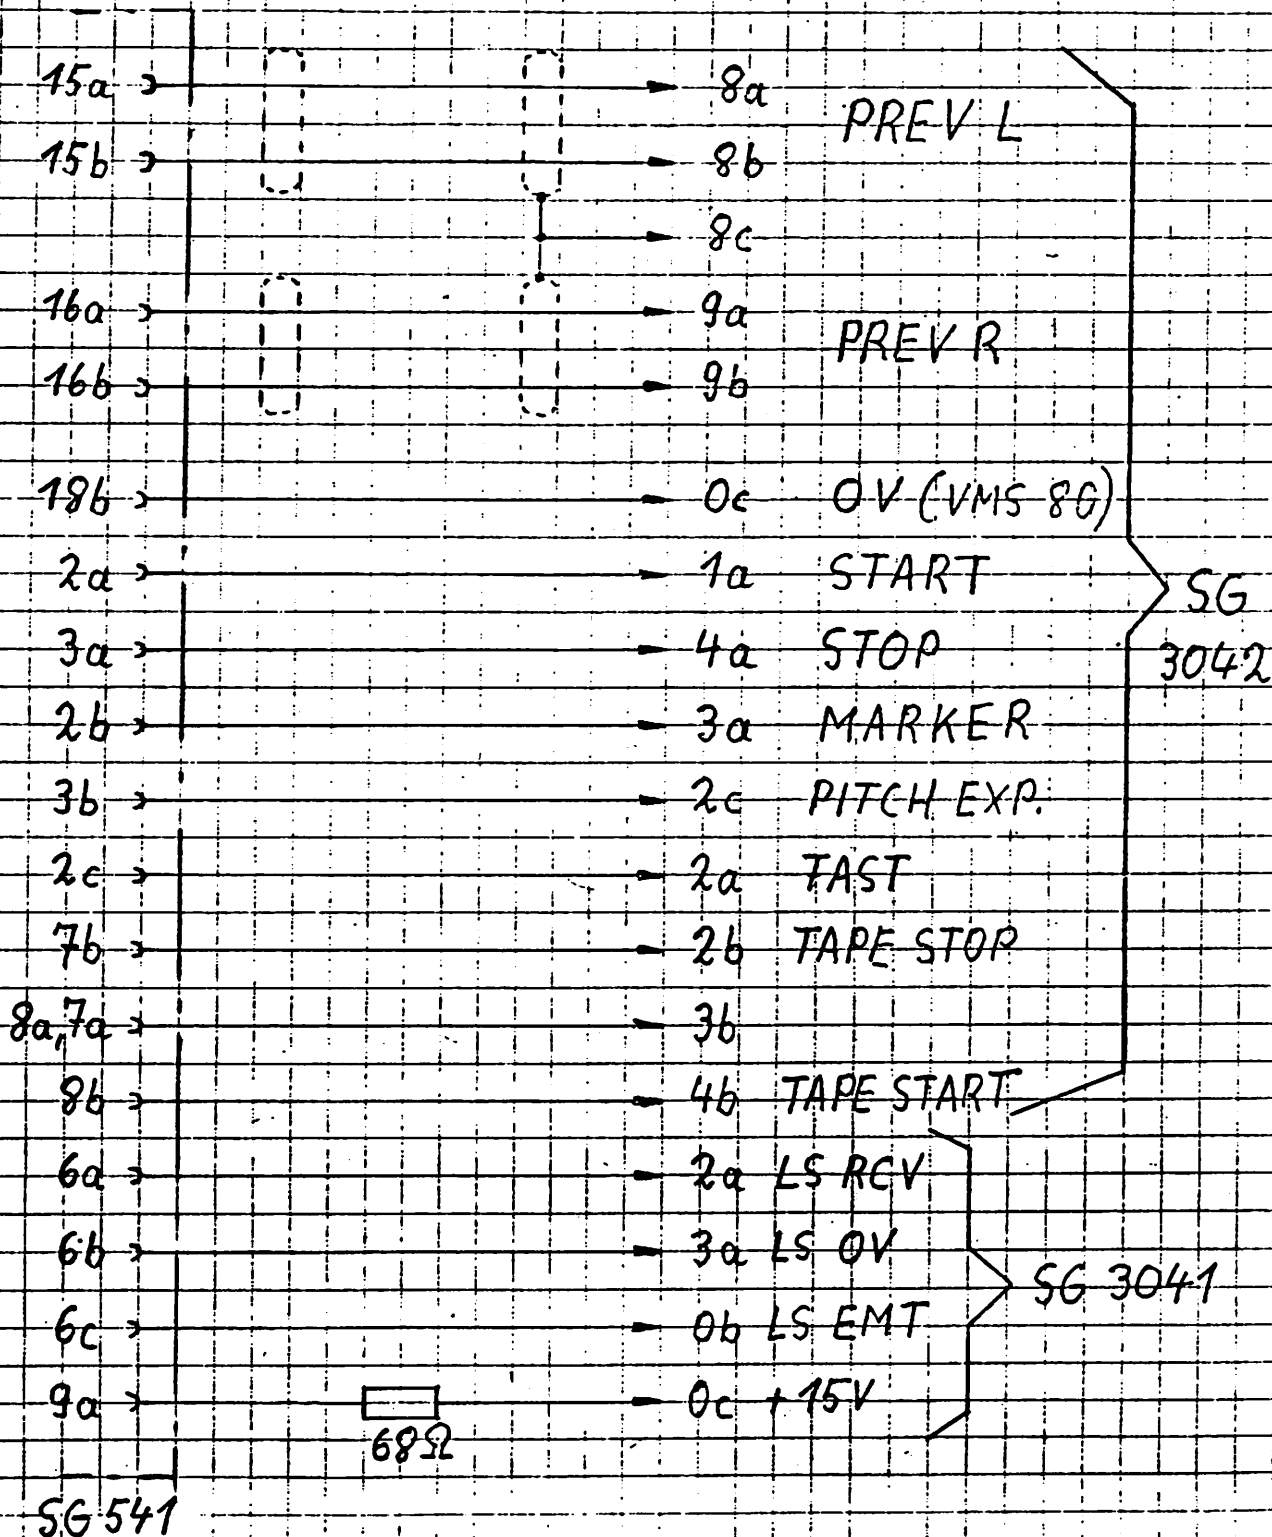 15a 8a
PREV L
15b 8b
8c
16a 9a
PREV R
16b 9b
18b 0c 0V (VMS 80)
2a 1a START
SG
3a 4a STOP
3042
2b 3a MARKER
3b 2c PITCH EXP.
2c 2a TAST
7b 2b TAPE STOP
8a,7a 3b
8b 4b TAPE START
6a 2a LS RCV
6b 3a LS 0V
SG 3041
6c 0b LS EMT
9a 0c +15V
68Ω
SG 541